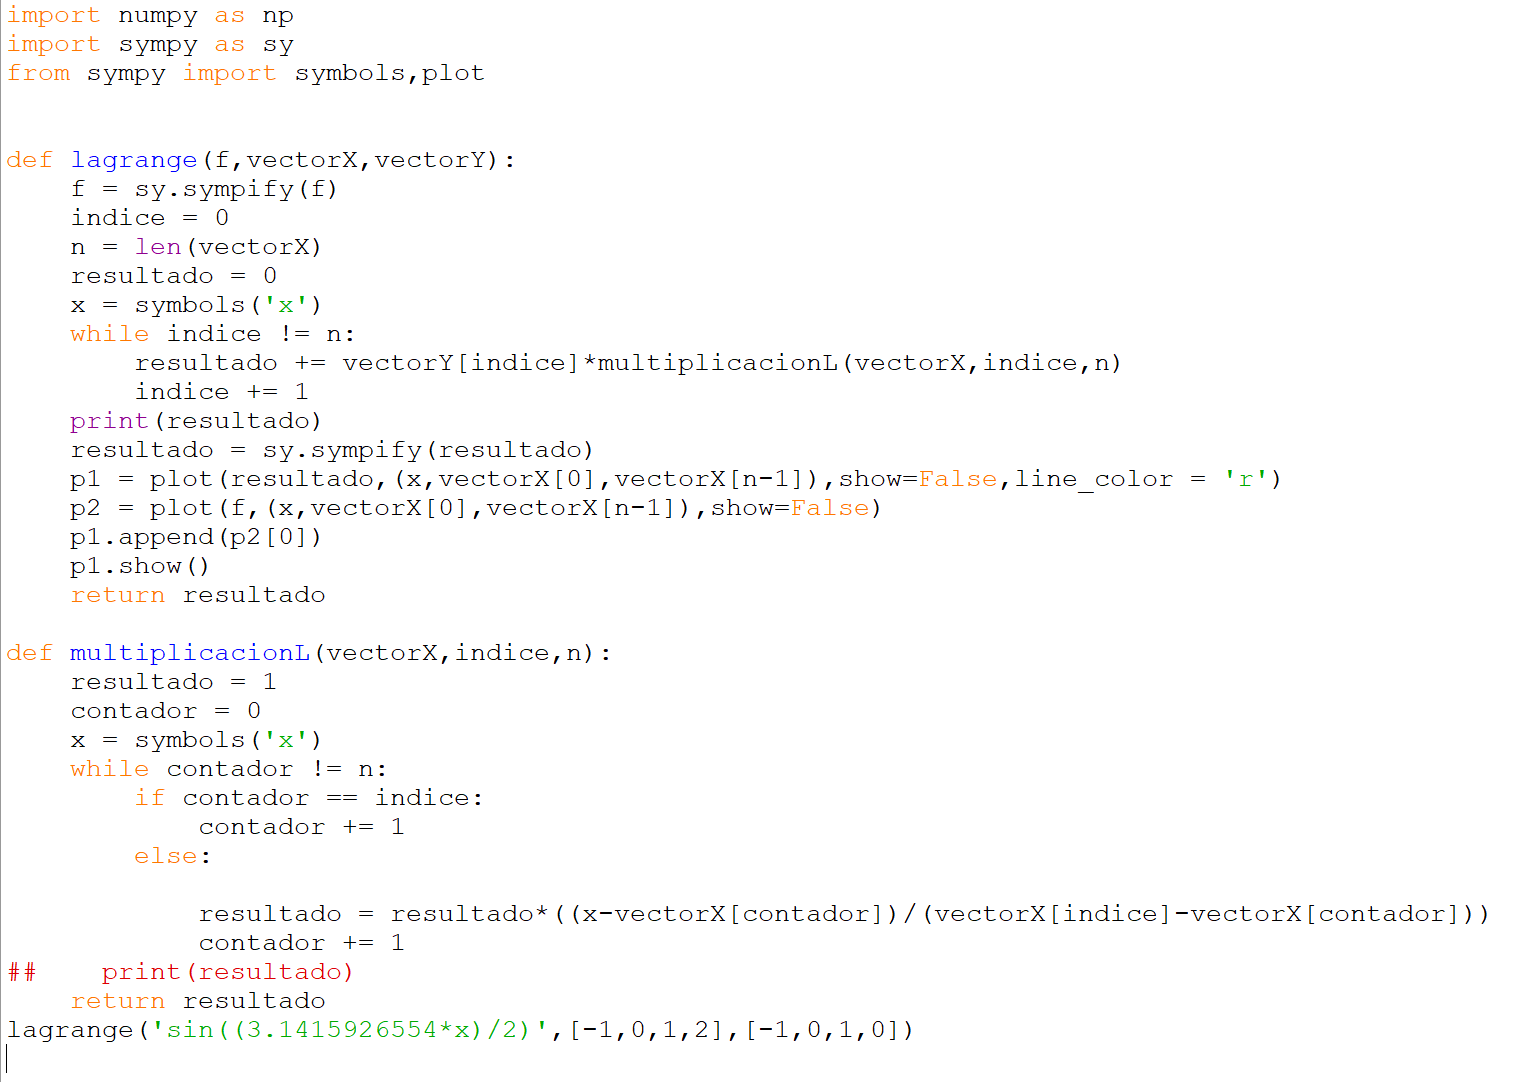 import numpy as np
import sympy as sy
from sympy import symbols,plot
def lagrange(f,vectorX,vectorY):
    f = sy.sympify(f)
    indice = 0
    n = len(vectorX)
    resultado = 0
    x = symbols('x')
    while indice != n:
        resultado += vectorY[indice]*multiplicacionL(vectorX,indice,n)
        indice += 1
    print(resultado)
    resultado = sy.sympify(resultado)
    p1 = plot(resultado,(x,vectorX[0],vectorX[n-1]),show=False,line_color = 'r')
    p2 = plot(f,(x,vectorX[0],vectorX[n-1]),show=False)
    p1.append(p2[0])
    p1.show()
    return resultado
def multiplicacionL(vectorX,indice,n):
    resultado = 1
    contador = 0
    x = symbols('x')
    while contador != n:
        if contador == indice:
            contador += 1
        else:
            resultado = resultado*((x-vectorX[contador])/(vectorX[indice]-vectorX[contador]))
            contador += 1
##    print(resultado)
    return resultado
lagrange('sin((3.1415926554*x)/2)',[-1,0,1,2],[-1,0,1,0])